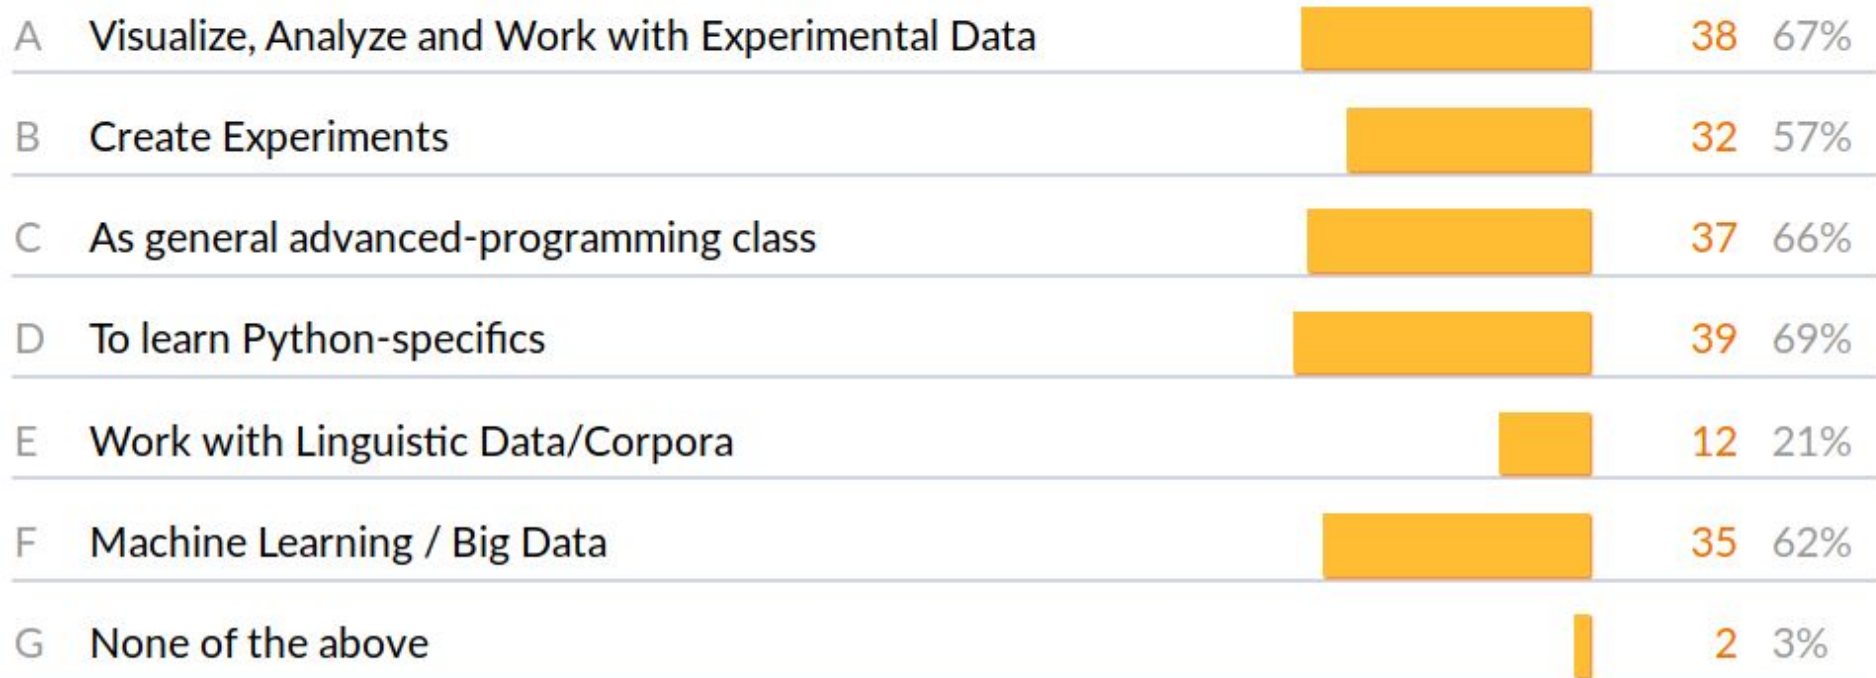 A Visualize, Analyze and Work with Experimental Data 38 67%
B Create Experiments 32 57%
C As general advanced-programming class 37 66%
D To learn Python-specifics 39 69%
E Work with Linguistic Data/Corpora 12 21%
F Machine Learning / Big Data 35 62%
G None of the above 2 3%